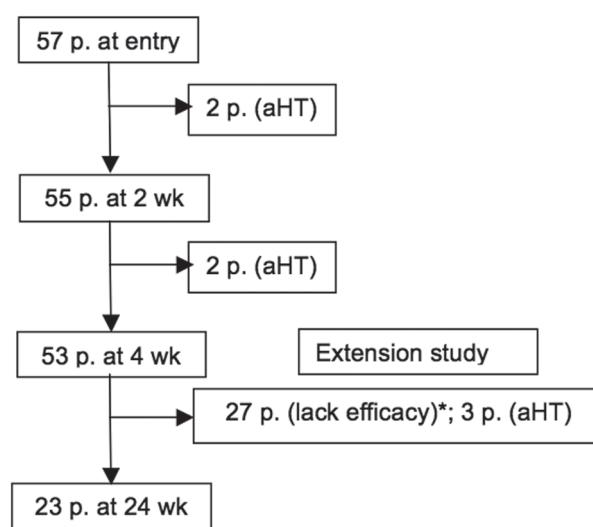 57 p. at entry
2 p. (aHT)
55 p. at 2 wk
2 p. (aHT)
53 p. at 4 wk
Extension study
27 p. (lack efficacy)*; 3 p. (aHT)
23 p. at 24 wk